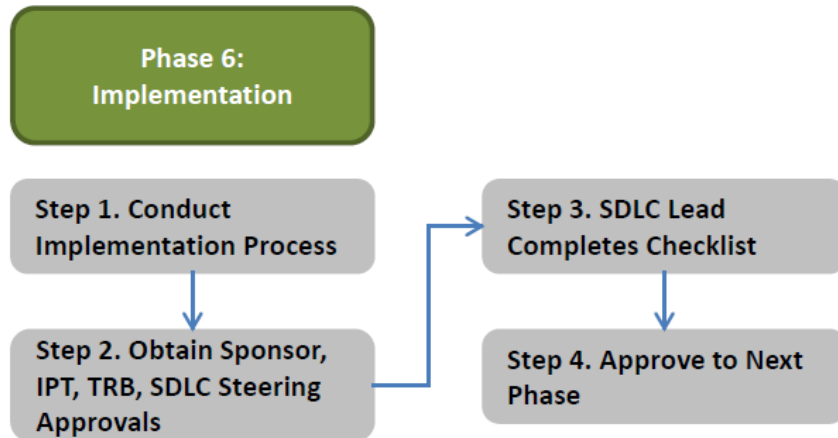 Phase 6:
Implementation
Step 1. Conduct
Implementation Process
Step 2. Obtain Sponsor,
IPT, TRB, SDLC Steering
Approvals
Step 3. SDLC Lead
Completes Checklist
Step 4. Approve to Next
Phase